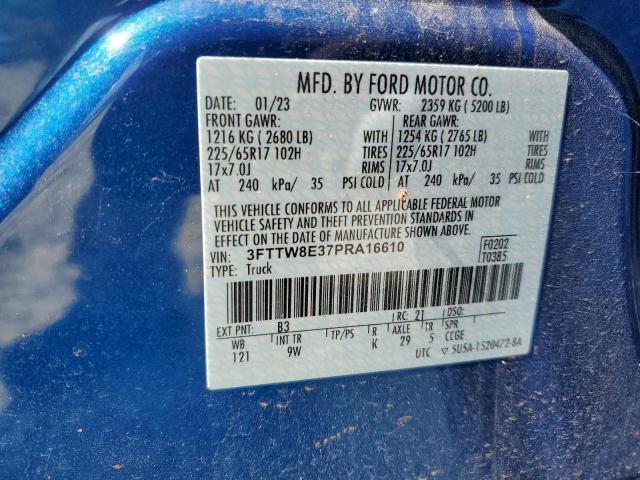 MFD. BY FORD MOTOR CO.
DATE: 01/23 GVWR: 2359 KG ( 5200 LB)
FRONT GAWR: REAR GAWR:
1216 KG ( 2680 LB) WITH 1254 KG ( 2765 LB) WITH
225/65R17 102H TIRES 225/65R17 102H TIRES
17x7.0J RIMS 17x7.0J RIMS
AT 240 kPa/ 35 PSI COLD AT 240 kPa/ 35 PSI COLD
THIS VEHICLE CONFORMS TO ALL APPLICABLE FEDERAL MOTOR
VEHICLE SAFETY AND THEFT PREVENTION STANDARDS IN
EFFECT ON THE DATE OF MANUFACTURE SHOWN ABOVE.
VIN: 3FTTW8E37PRA16610 F0202
TYPE: Truck T0385
EXT PNT: B3 RC: 21 DSO:
WB INT TR TP/PS R AXLE TR SPR
121 9W K 29 5 CCGE
UTC ▽ 5U5A-1520472-BA